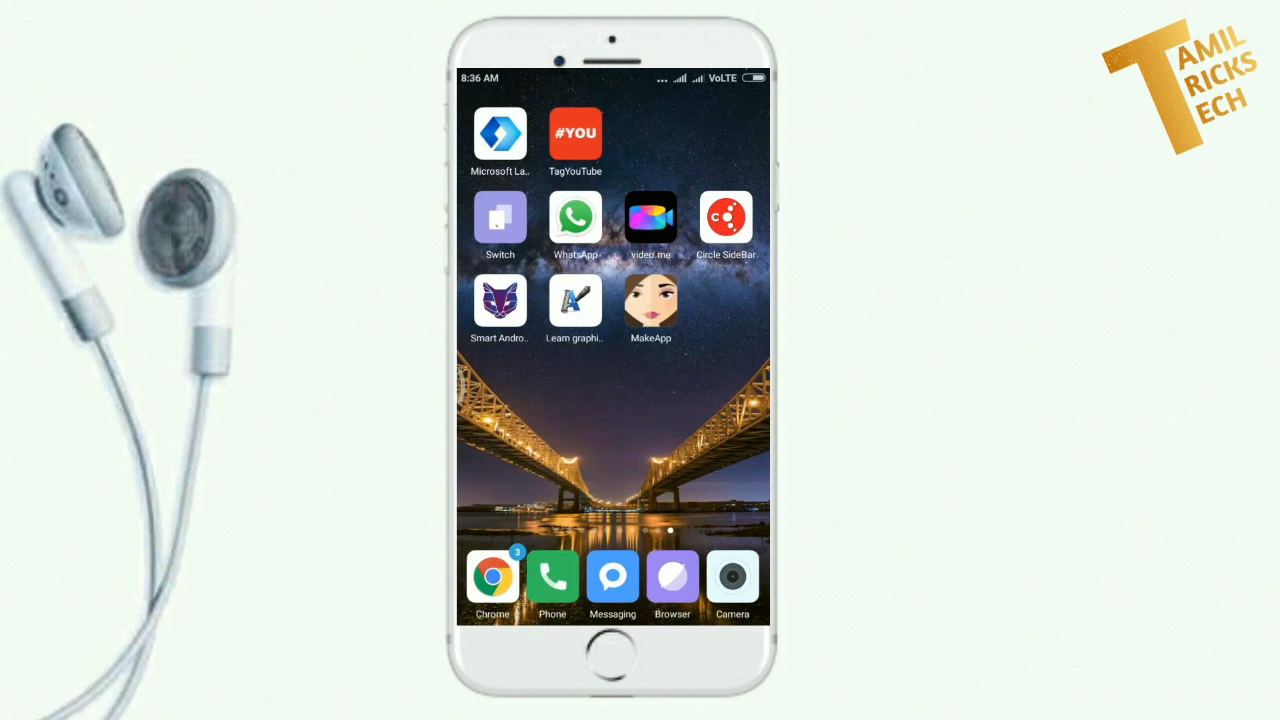 TAMIL
TRICKS
TECH
8:36 AM
... VoLTE
#YOU
Microsoft La..
TagYouTube
Switch
WhatsApp
video.me
Circle SideBar
C
A
Smart Andro..
Learn graphi..
MakeApp
3
Chrome
Phone
Messaging
Browser
Camera